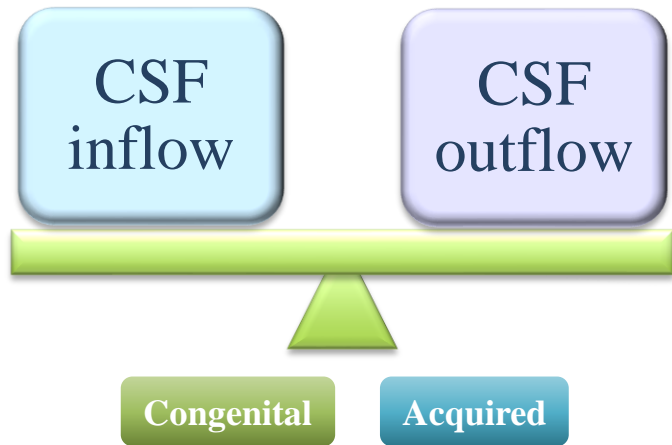 CSF
inflow
CSF
outflow
Congenital
Acquired